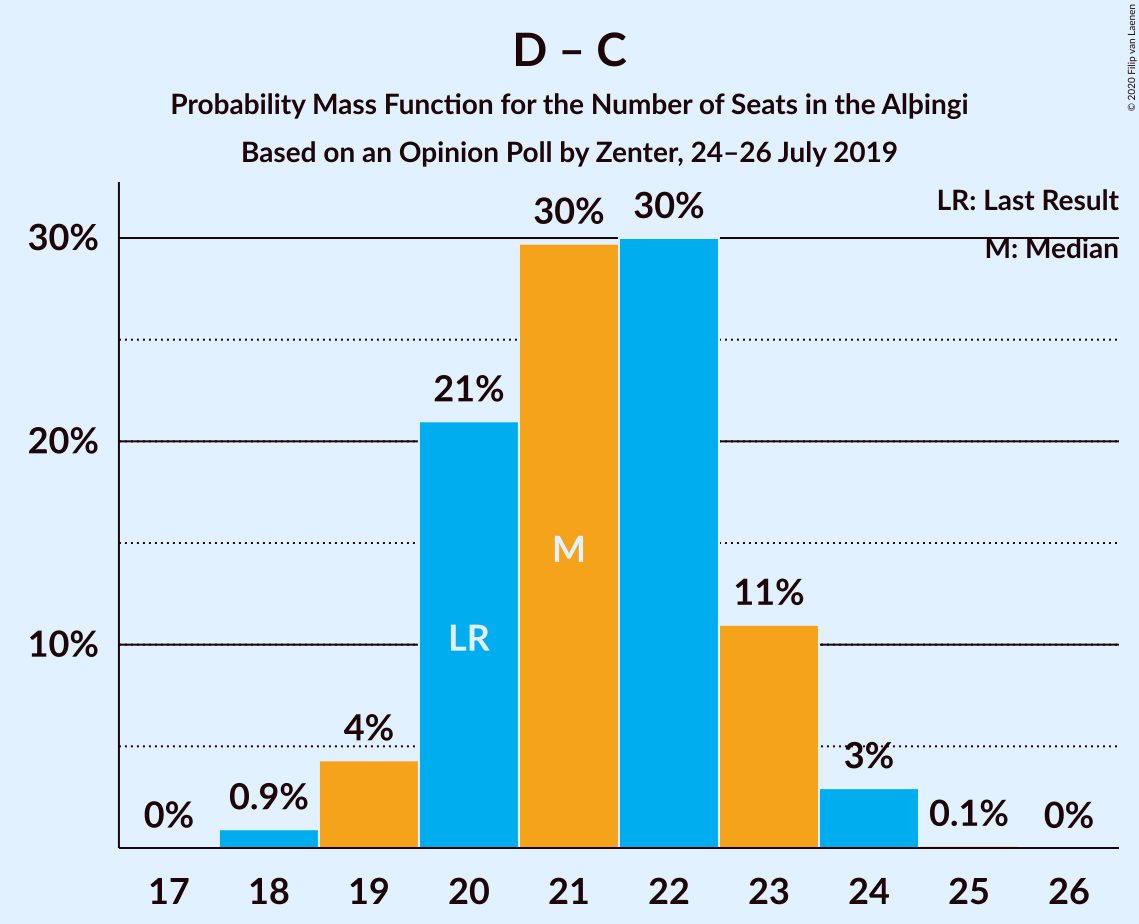 D – C
Probability Mass Function for the Number of Seats in the Alþingi
Based on an Opinion Poll by Zenter, 24–26 July 2019
© 2020 Filip van Laenen
LR: Last Result
M: Median
30%
20%
10%
0%
0.9%
4%
21%
30%
30%
11%
3%
0.1%
0%
LR
M
17 18 19 20 21 22 23 24 25 26